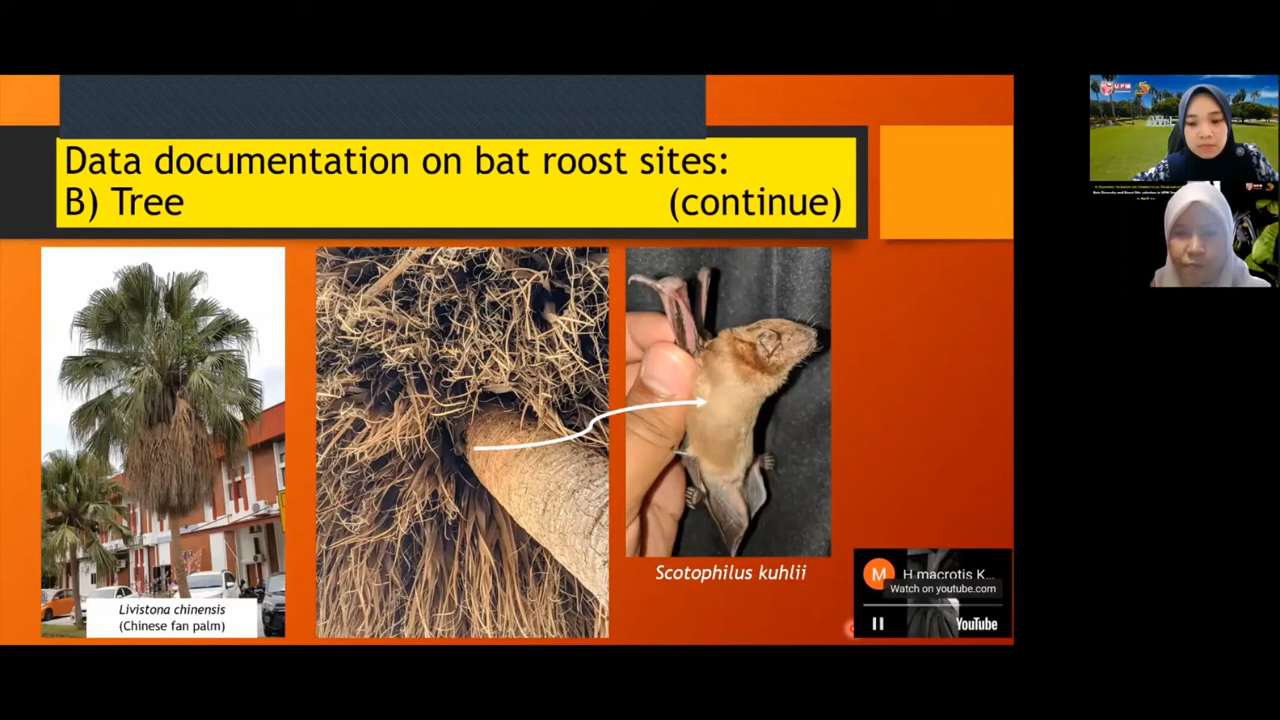 Data documentation on bat roost sites:
B) Tree (continue)
Livistona chinensis
(Chinese fan palm)
Scotophilus kuhlii
M
H macrotis K...
Watch on youtube.com
YouTube
UPM